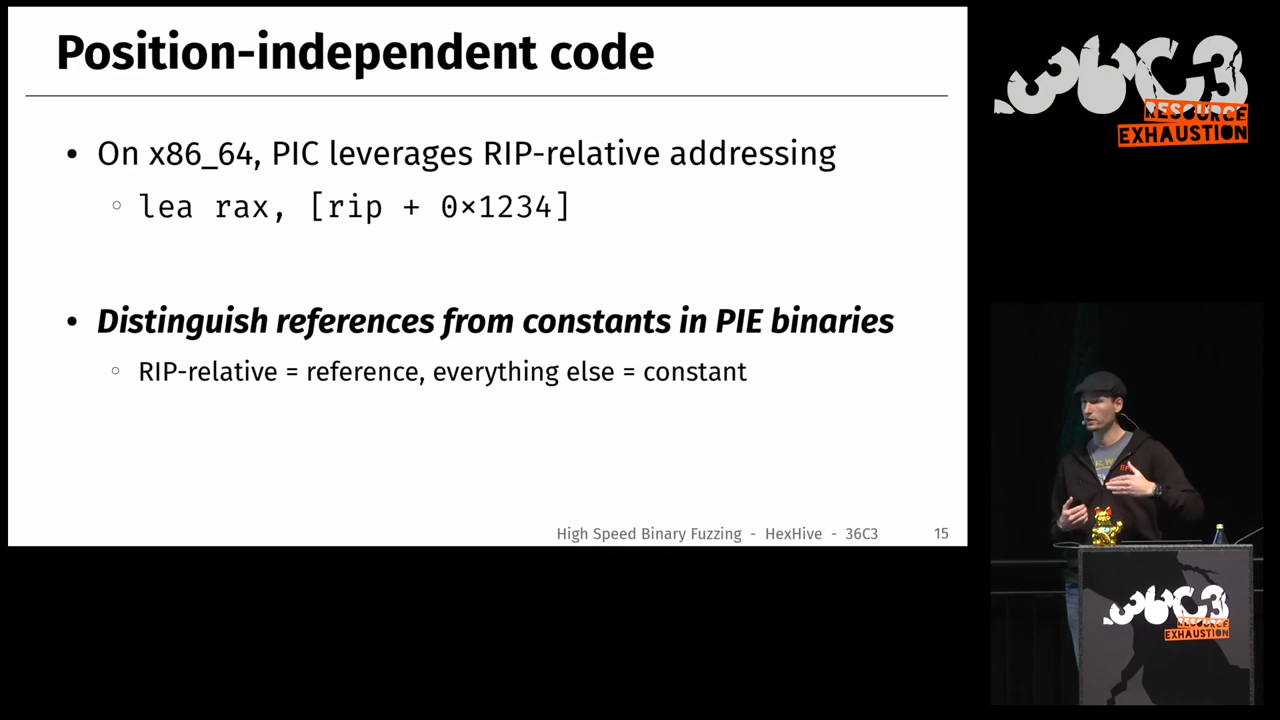 Position-independent code
• On x86_64, PIC leverages RIP-relative addressing
◦ lea rax, [rip + 0×1234]
• Distinguish references from constants in PIE binaries
◦ RIP-relative = reference, everything else = constant
High Speed Binary Fuzzing - HexHive - 36C3 15
36C3
RESOURCE
EXHAUSTION
36C3
RESOURCE
EXHAUSTION